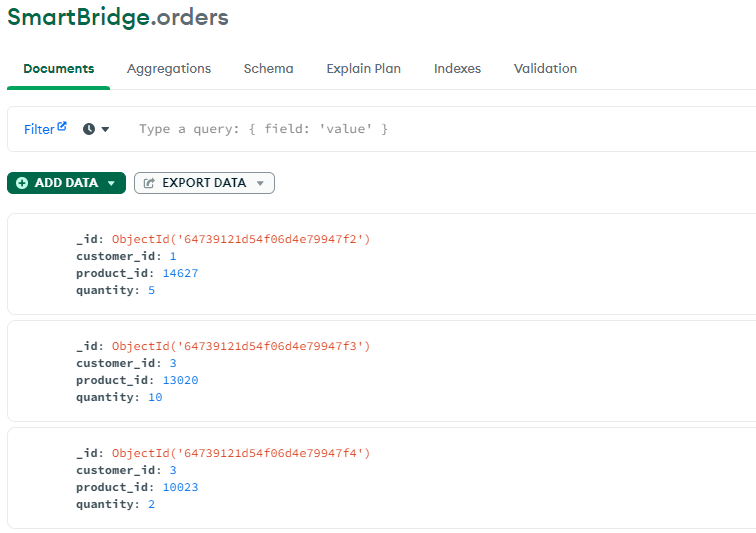 SmartBridge.orders
Documents Aggregations Schema Explain Plan Indexes Validation
Filter Type a query: { field: 'value' }
ADD DATA EXPORT DATA
_id: ObjectId('64739121d54f06d4e79947f2')
customer_id: 1
product_id: 14627
quantity: 5
_id: ObjectId('64739121d54f06d4e79947f3')
customer_id: 3
product_id: 13020
quantity: 10
_id: ObjectId('64739121d54f06d4e79947f4')
customer_id: 3
product_id: 10023
quantity: 2